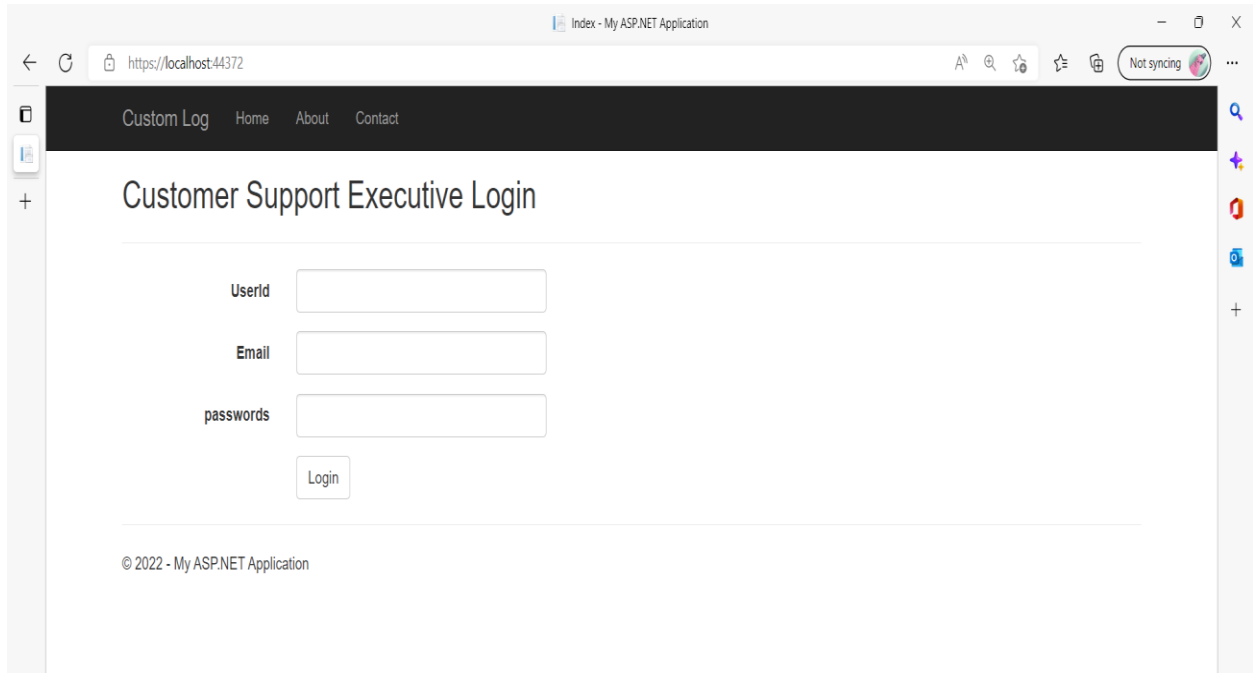 Index - My ASP.NET Application
https://localhost:44372
Not syncing
Custom Log Home About Contact
Customer Support Executive Login
UserId
Email
passwords
Login
© 2022 - My ASP.NET Application